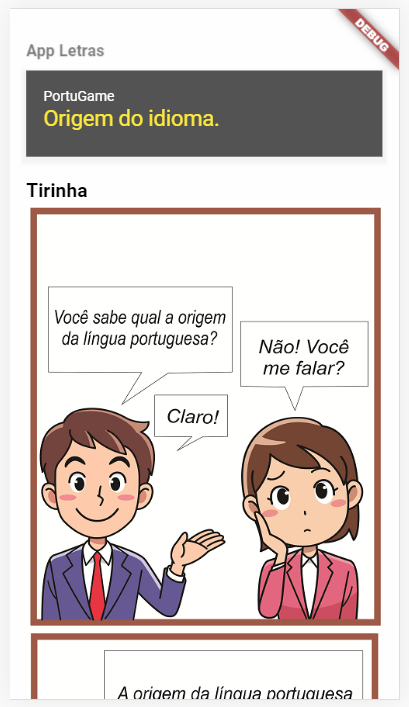 DEBUG
App Letras
PortuGame
Origem do idioma.
Tirinha
Você sabe qual a origem
da língua portuguesa?
Não! Você
me falar?
Claro!
A origem da língua portuguesa